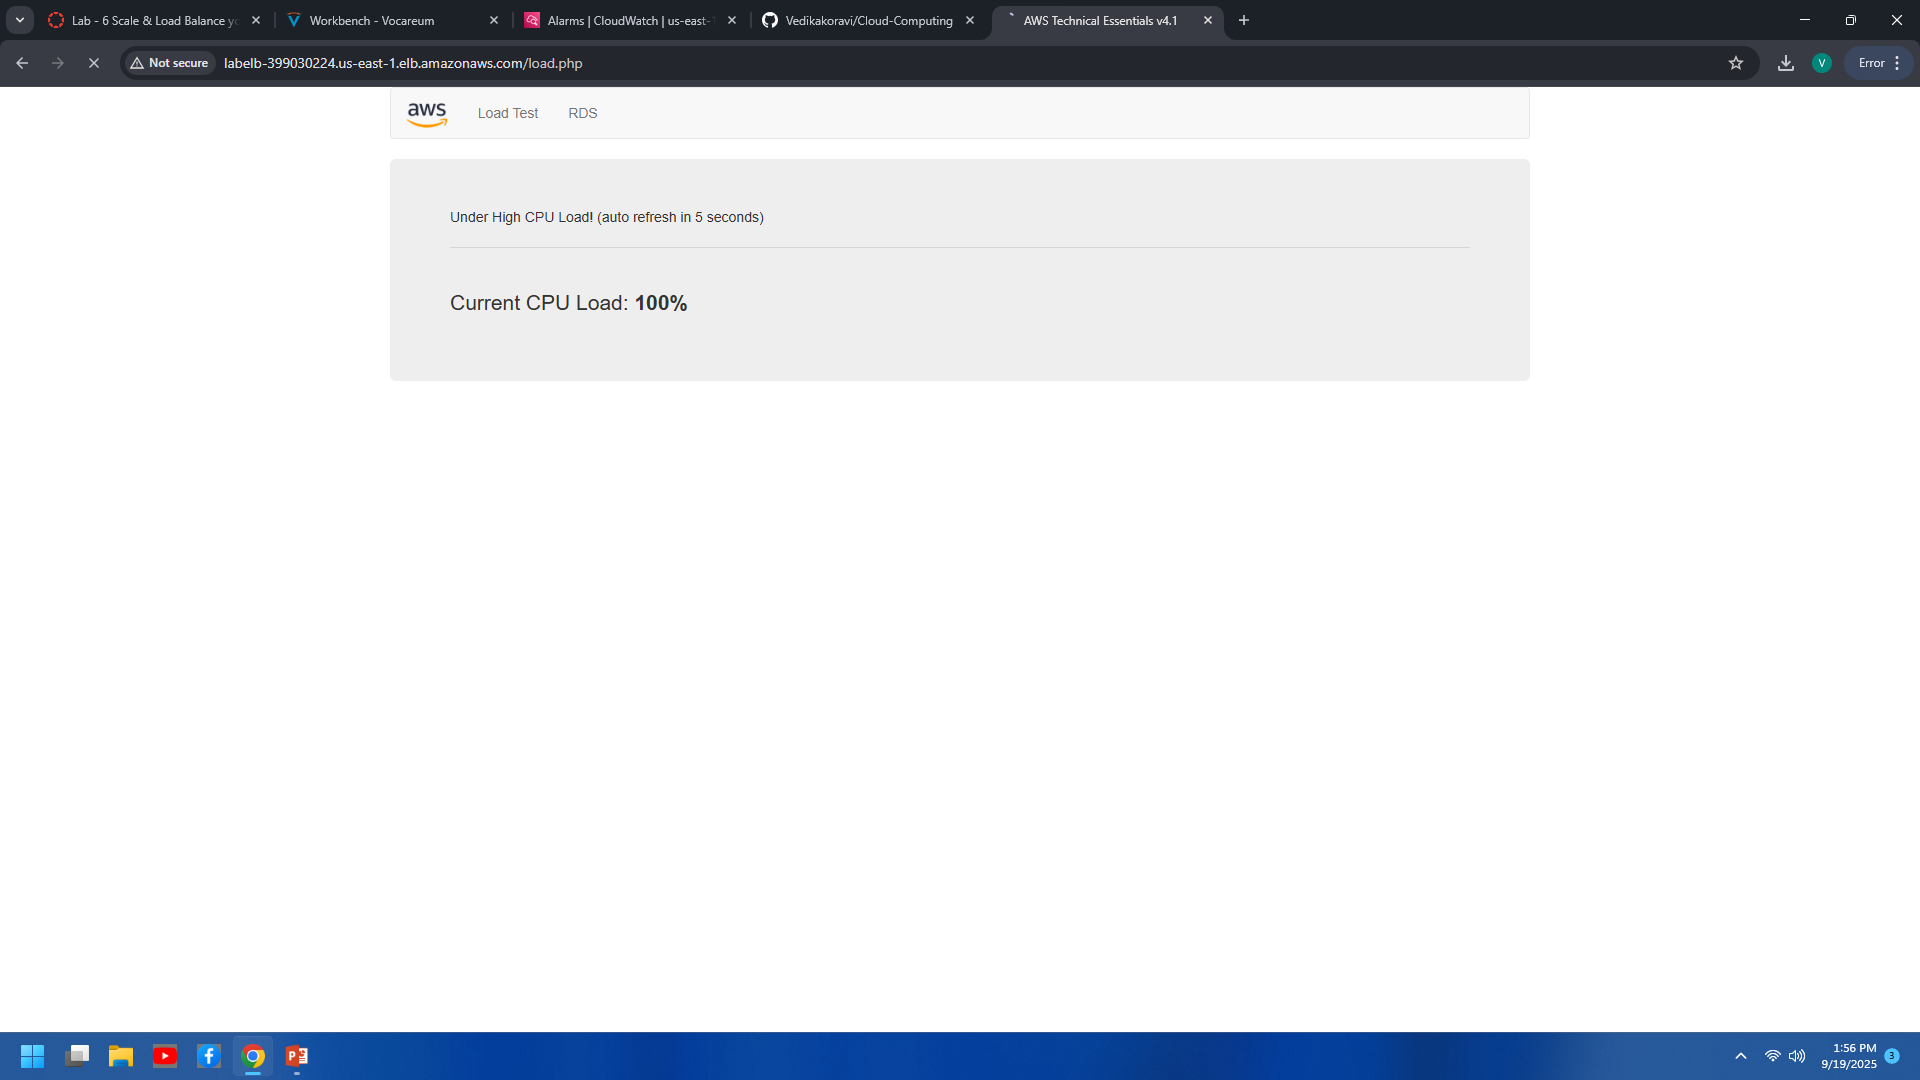 Lab - 6 Scale & Load Balance yo
Workbench - Vocareum
Alarms | CloudWatch | us-east-1
Vedikakoravi/Cloud-Computing
AWS Technical Essentials v4.1
Not secure
labelb-399030224.us-east-1.elb.amazonaws.com/load.php
V
Error
aws
Load Test
RDS
Under High CPU Load! (auto refresh in 5 seconds)
Current CPU Load: 100%
1:56 PM
9/19/2025
3